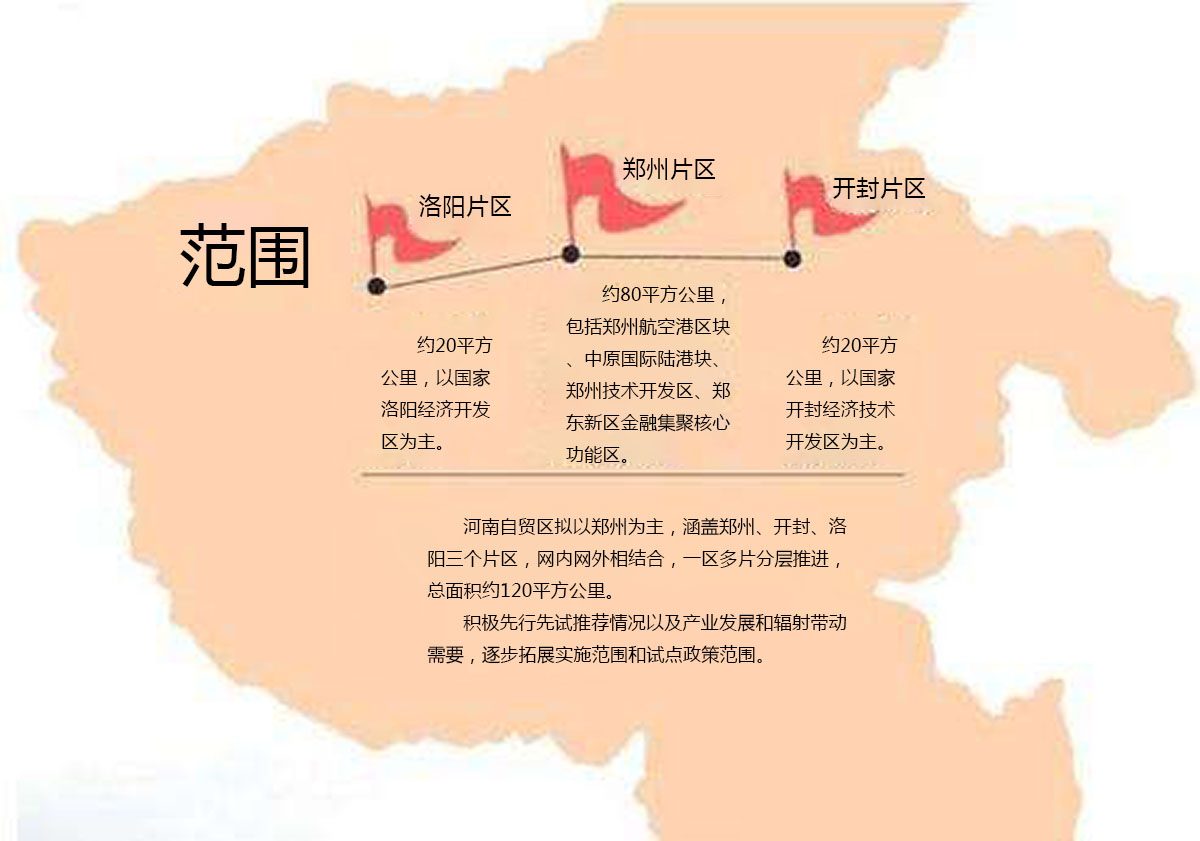 范围
洛阳片区
郑州片区
开封片区
约20平方
公里，以国家
洛阳经济开发
区为主。
约80平方公里，
包括郑州航空港区块
、中原国际陆港块、
郑州技术开发区、郑
东新区金融集聚核心
功能区。
约20平方
公里，以国家
开封经济技术
开发区为主。
河南自贸区拟以郑州为主，涵盖郑州、开封、洛
阳三个片区，网内网外相结合，一区多片分层推进，
总面积约120平方公里。
积极先行先试推荐情况以及产业发展和辐射带动
需要，逐步拓展实施范围和试点政策范围。